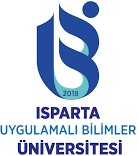 2018
ISPARTA
UYGULAMALI BİLİMLER
ÜNİVERSİTESİ